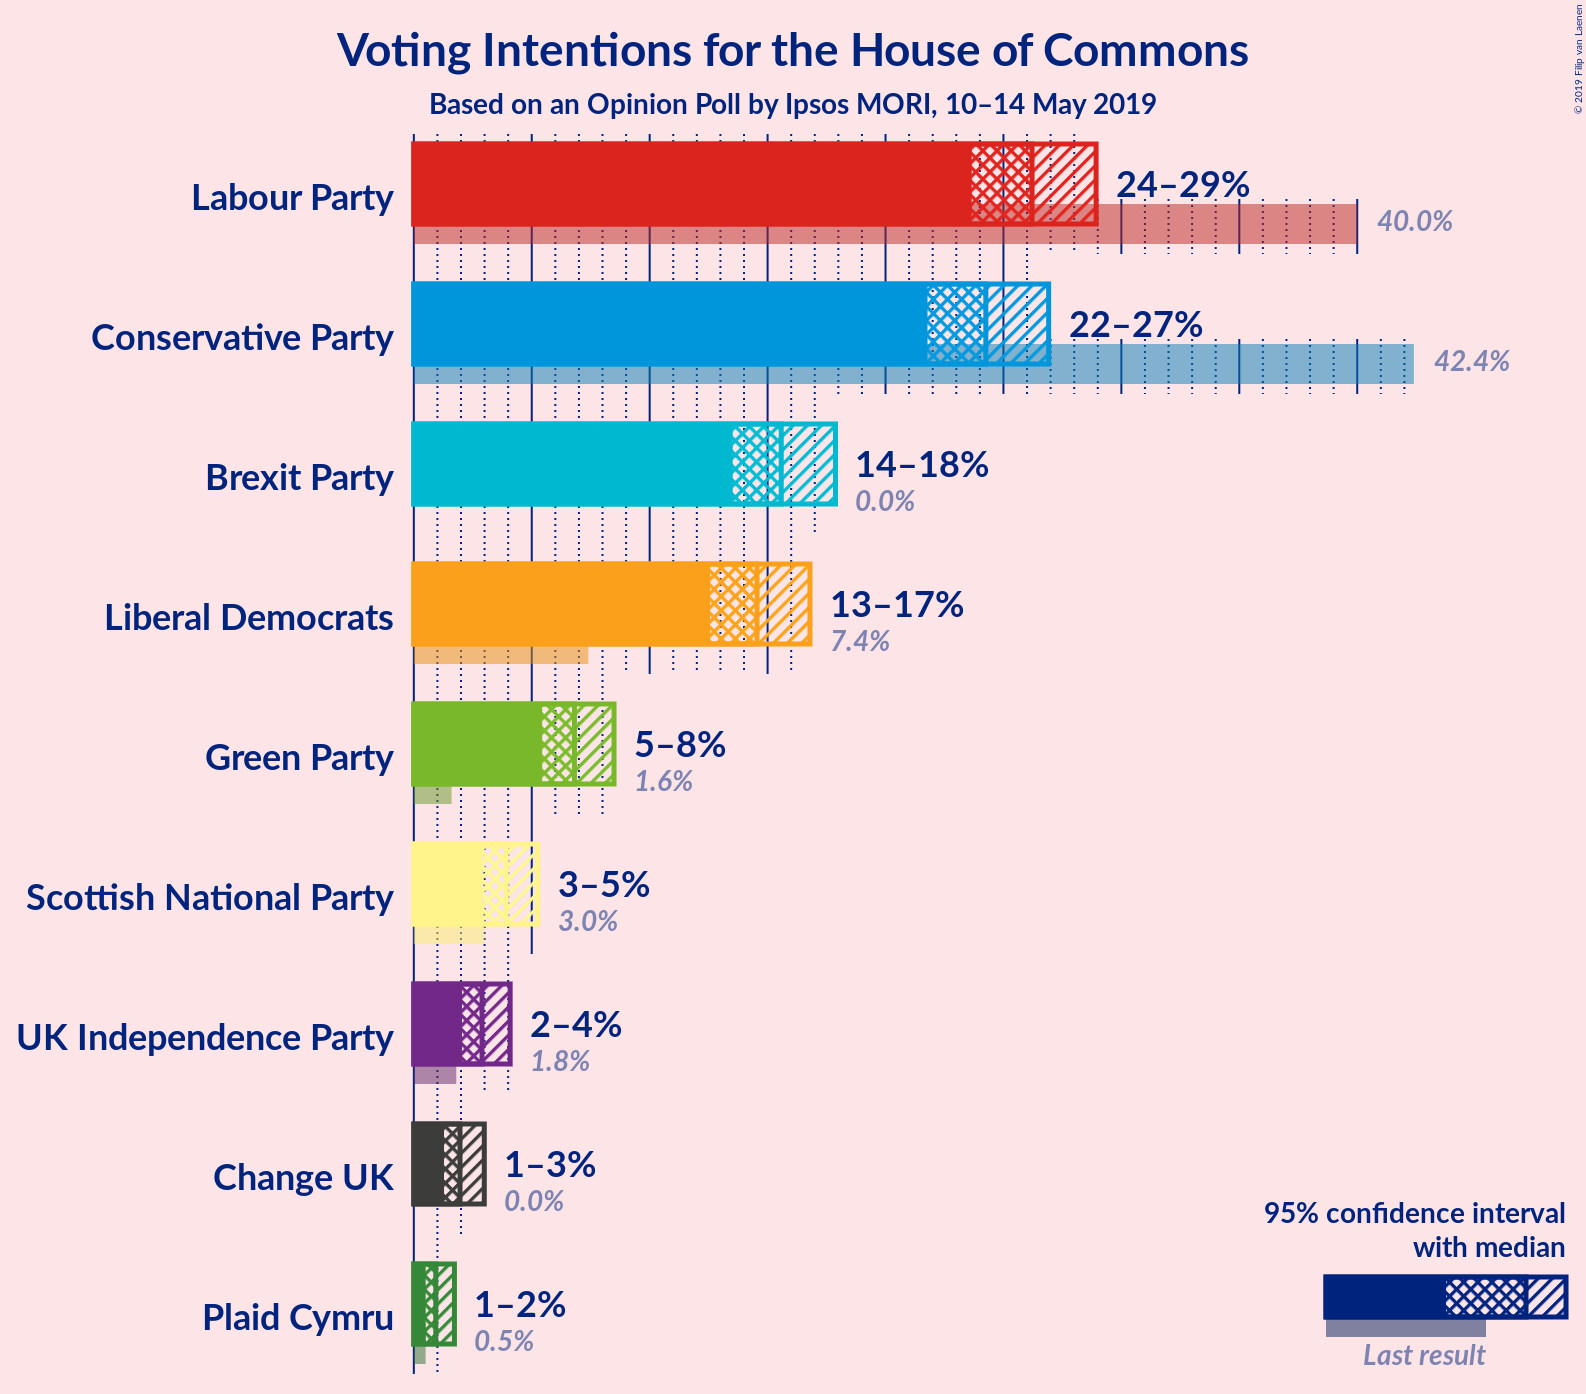 Voting Intentions for the House of Commons
Based on an Opinion Poll by Ipsos MORI, 10–14 May 2019
© 2019 Filip van Laenen
Labour Party
24–29%
40.0%
Conservative Party
22–27%
42.4%
Brexit Party
14–18%
0.0%
Liberal Democrats
13–17%
7.4%
Green Party
5–8%
1.6%
Scottish National Party
3–5%
3.0%
UK Independence Party
2–4%
1.8%
Change UK
1–3%
0.0%
Plaid Cymru
1–2%
0.5%
95% confidence interval
with median
Last result